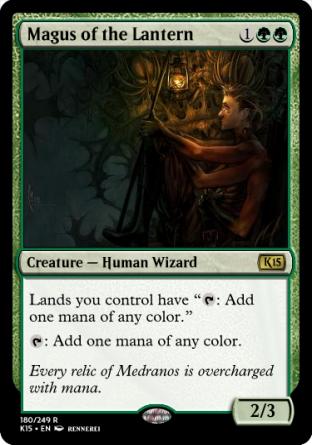 Magus of the Lantern 1
K15
Creature — Human Wizard
Lands you control have “: Add
one mana of any color.”
: Add one mana of any color.
Every relic of Medranos is overcharged
with mana.
2/3
180/249 R
K15 • EN RENNEREI